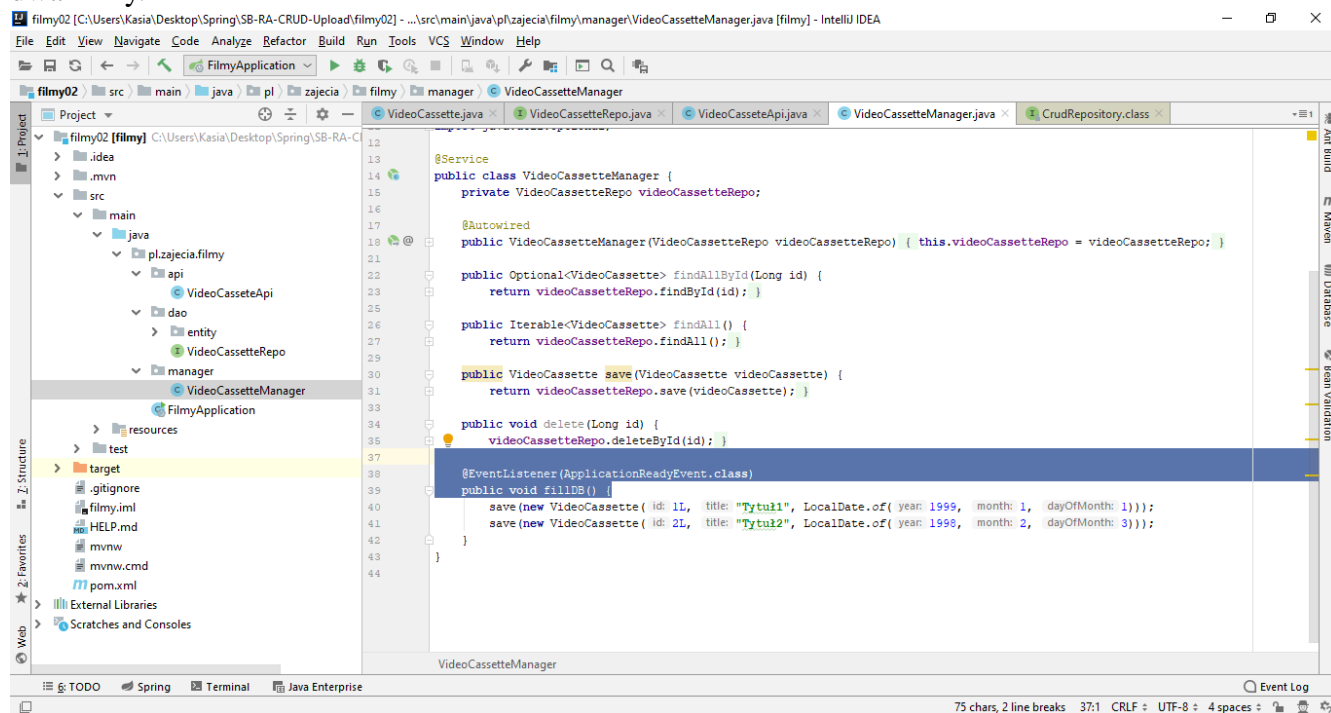 filmy02 [C:\Users\Kasia\Desktop\Spring\SB-RA-CRUD-Upload\filmy02] - ...\src\main\java\pl\zajecia\filmy\manager\VideoCassetteManager.java [filmy] - IntelliJ IDEA
File Edit View Navigate Code Analyze Refactor Build Run Tools VCS Window Help
FilmyApplication
filmy02 src main java pl zajecia filmy manager VideoCassetteManager
Project
VideoCassette.java VideoCassetteRepo.java VideoCasseteApi.java VideoCassetteManager.java CrudRepository.class
1: Project
7: Structure
2: Favorites
Web
filmy02 [filmy] C:\Users\Kasia\Desktop\Spring\SB-RA-C
.idea
.mvn
src
main
java
pl.zajecia.filmy
api
VideoCasseteApi
dao
entity
VideoCassetteRepo
manager
VideoCassetteManager
FilmyApplication
resources
test
target
.gitignore
filmy.iml
HELP.md
mvnw
mvnw.cmd
pom.xml
External Libraries
Scratches and Consoles
12
13 @Service
14 public class VideoCassetteManager {
15 private VideoCassetteRepo videoCassetteRepo;
16
17 @Autowired
18 public VideoCassetteManager(VideoCassetteRepo videoCassetteRepo) { this.videoCassetteRepo = videoCassetteRepo; }
21
22 public Optional<VideoCassette> findAllById(Long id) {
23 return videoCassetteRepo.findById(id); }
25
26 public Iterable<VideoCassette> findAll() {
27 return videoCassetteRepo.findAll(); }
29
30 public VideoCassette save(VideoCassette videoCassette) {
31 return videoCassetteRepo.save(videoCassette); }
33
34 public void delete(Long id) {
35 videoCassetteRepo.deleteById(id); }
37
38 @EventListener(ApplicationReadyEvent.class)
39 public void fillDB() {
40 save(new VideoCassette( id: 1L, title: "Tytuł1", LocalDate.of( year: 1999, month: 1, dayOfMonth: 1)));
41 save(new VideoCassette( id: 2L, title: "Tytuł2", LocalDate.of( year: 1998, month: 2, dayOfMonth: 3)));
42 }
43 }
44
VideoCassetteManager
Ant Build
Maven
Database
Bean Validation
6: TODO Spring Terminal Java Enterprise Event Log
75 chars, 2 line breaks 37:1 CRLF UTF-8 4 spaces